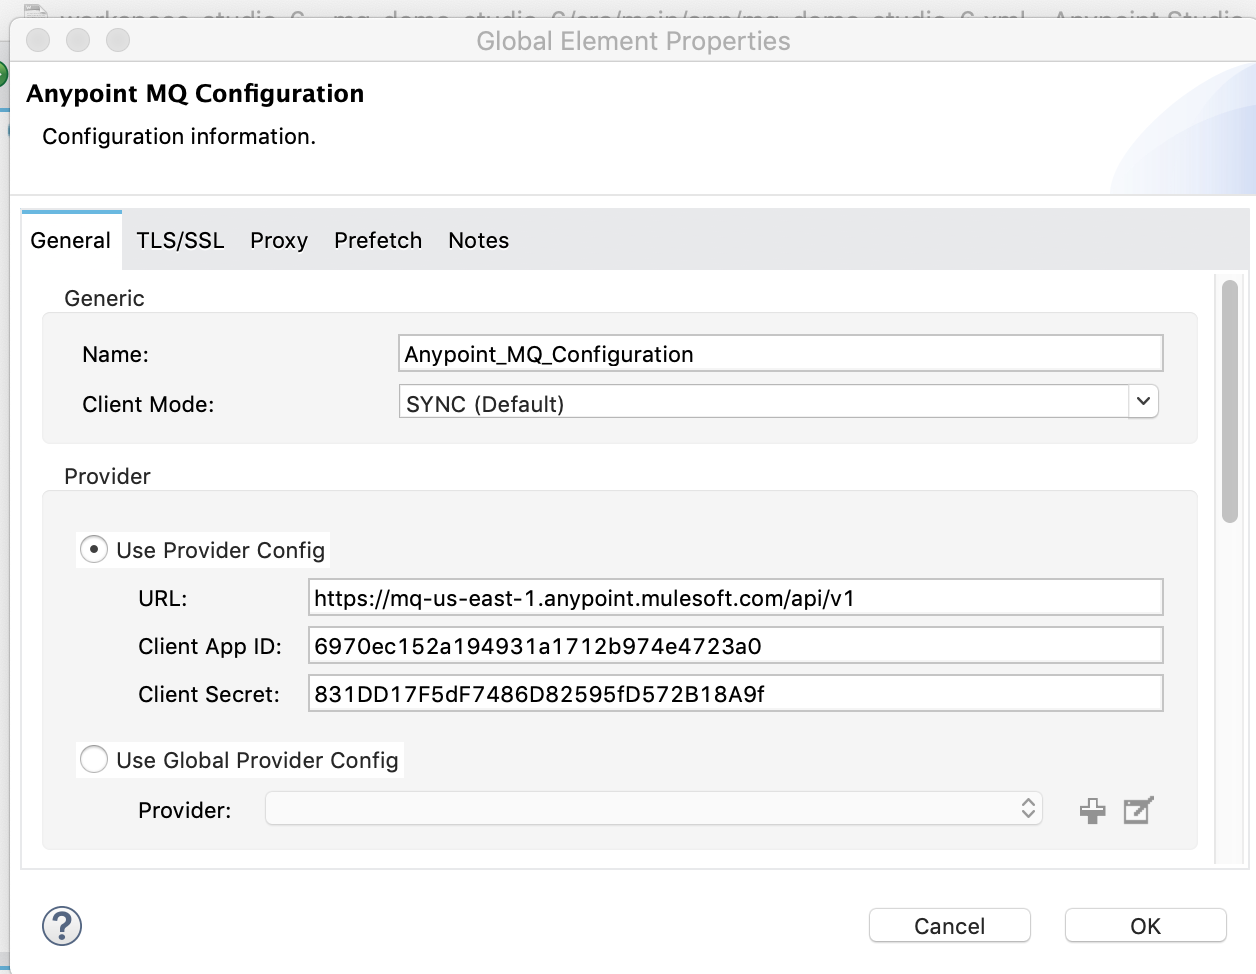 Global Element Properties
Anypoint MQ Configuration
Configuration information.
General TLS/SSL Proxy Prefetch Notes
Generic
Name: Anypoint_MQ_Configuration
Client Mode: SYNC (Default)
Provider
Use Provider Config
URL: https://mq-us-east-1.anypoint.mulesoft.com/api/v1
Client App ID: 6970ec152a194931a1712b974e4723a0
Client Secret: 831DD17F5dF7486D82595fD572B18A9f
Use Global Provider Config
Provider:
?
Cancel OK